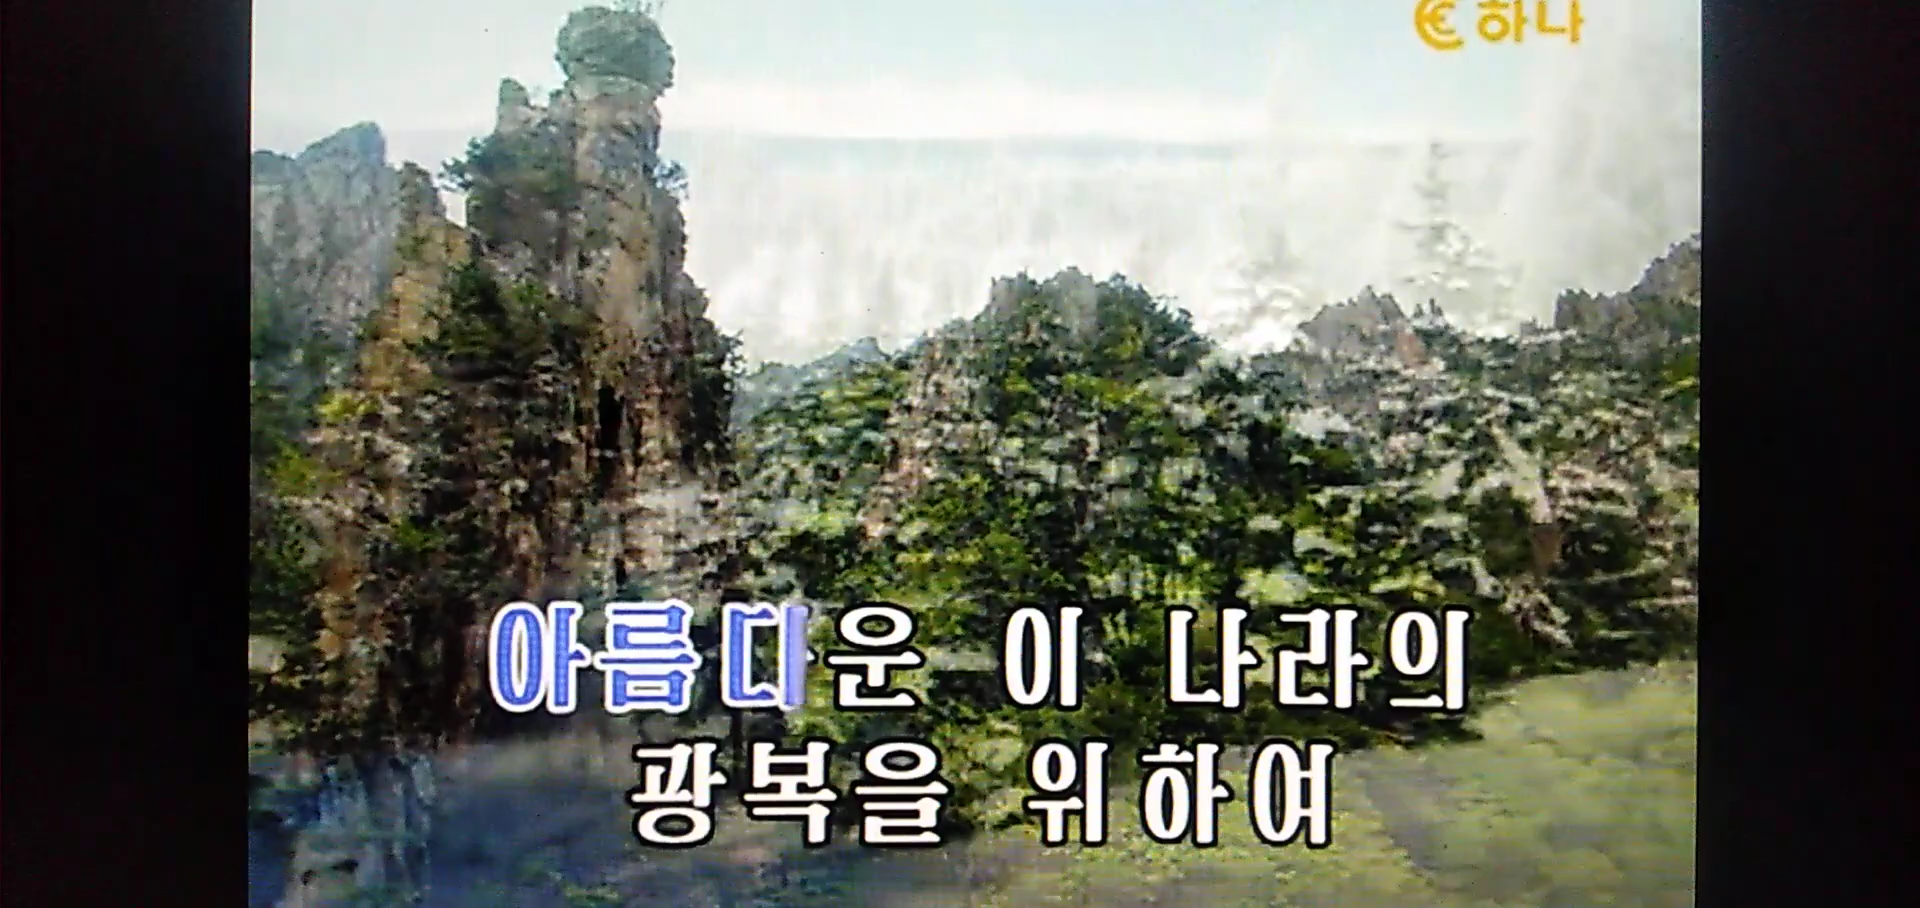 하나
아름다운 이 나라의
광복을 위하여